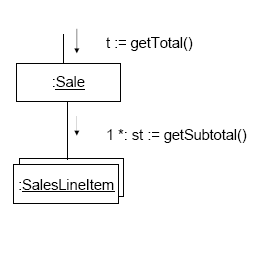 t := getTotal()
:Sale
1 *: st := getSubtotal()
:SalesLineItem